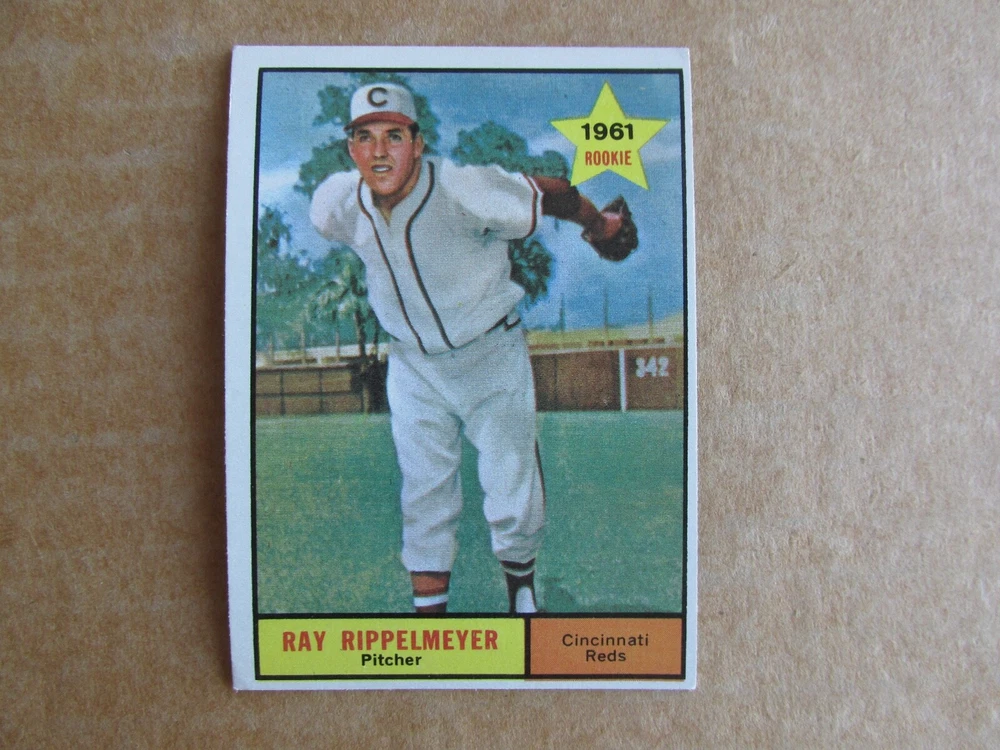 C
1961
ROOKIE
342
RAY RIPPELMEYER
Pitcher
Cincinnati
Reds